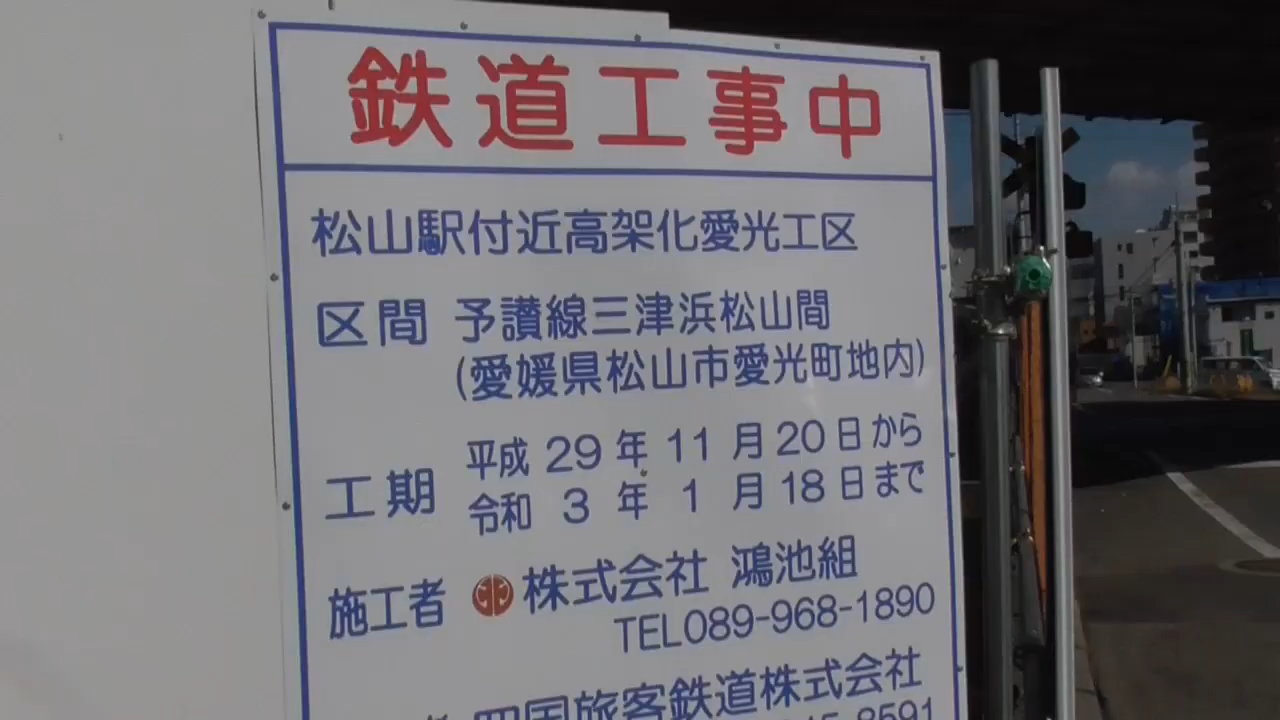 鉄道工事中
松山駅付近高架化愛光工区
区間 予讃線三津浜松山間
(愛媛県松山市愛光町地内)
工期 平成 29 年 11 月 20 日から
令和 3 年 1 月 18 日まで
施工者 株式会社 鴻池組
TEL089-968-1890
四国旅客鉄道株式会社
8591